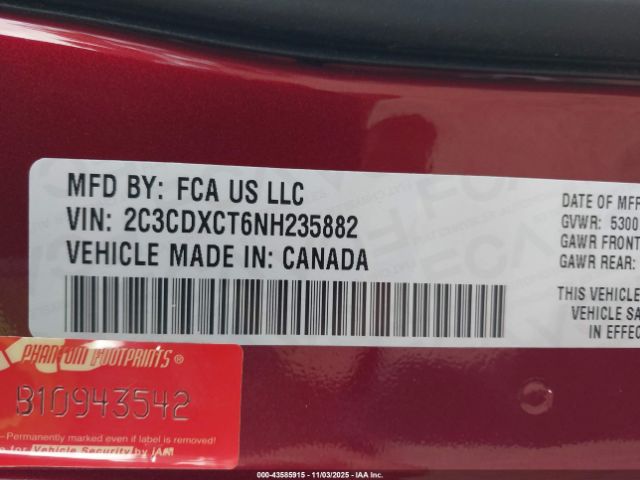 MFD BY: FCA US LLC
VIN: 2C3CDXCT6NH235882
VEHICLE MADE IN: CANADA
DATE OF MFR
GVWR: 5300
GAWR FRONT
GAWR REAR:
THIS VEHICLE
VEHICLE SA
IN EFFEC
PHANTOM FOOTPRINTS®
B10943542
Permanently marked even if label is removed!
for Vehicle Security by IAA
000-43585915 - 11/03/2025 - IAA Inc.